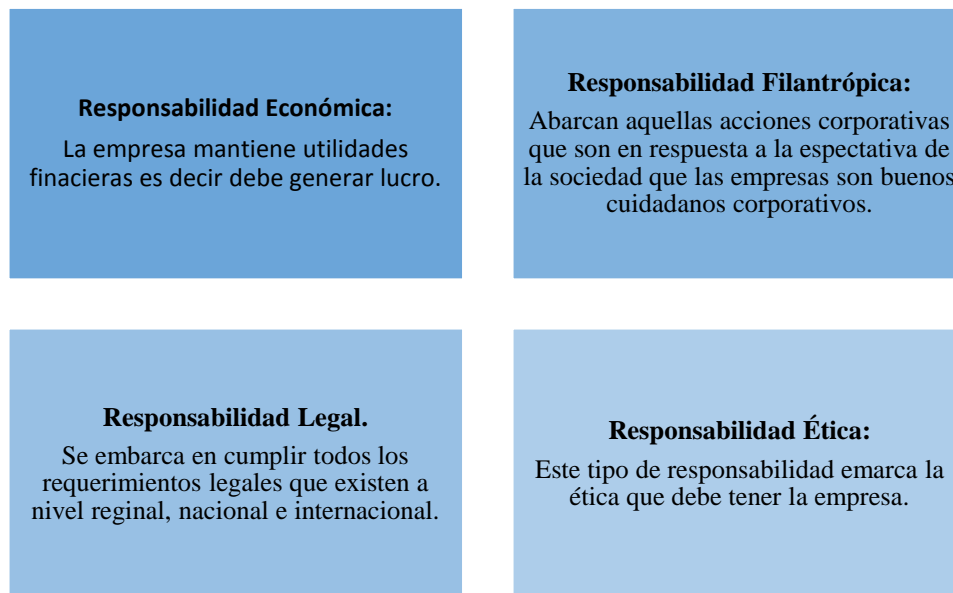 Responsabilidad Económica:
La empresa mantiene utilidades
finacieras es decir debe generar lucro.
Responsabilidad Filantrópica:
Abarcan aquellas acciones corporativas
que son en respuesta a la espectativa de
la sociedad que las empresas son buenos
cuidadanos corporativos.
Responsabilidad Legal.
Se embarca en cumplir todos los
requerimientos legales que existen a
nivel reginal, nacional e internacional.
Responsabilidad Ética:
Este tipo de responsabilidad emarca la
ética que debe tener la empresa.